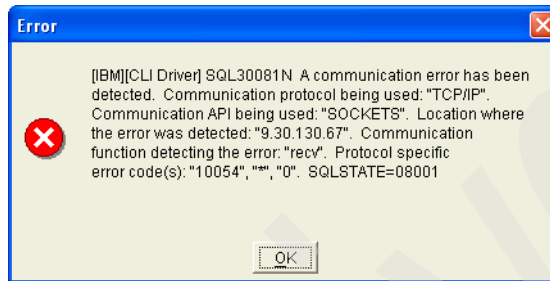 Error
[IBM][CLI Driver] SQL30081N  A communication error has been
detected.  Communication protocol being used: "TCP/IP".
Communication API being used: "SOCKETS".  Location where
the error was detected: "9.30.130.67".  Communication
function detecting the error: "recv".  Protocol specific
error code(s): "10054", "*", "0".  SQLSTATE=08001
OK